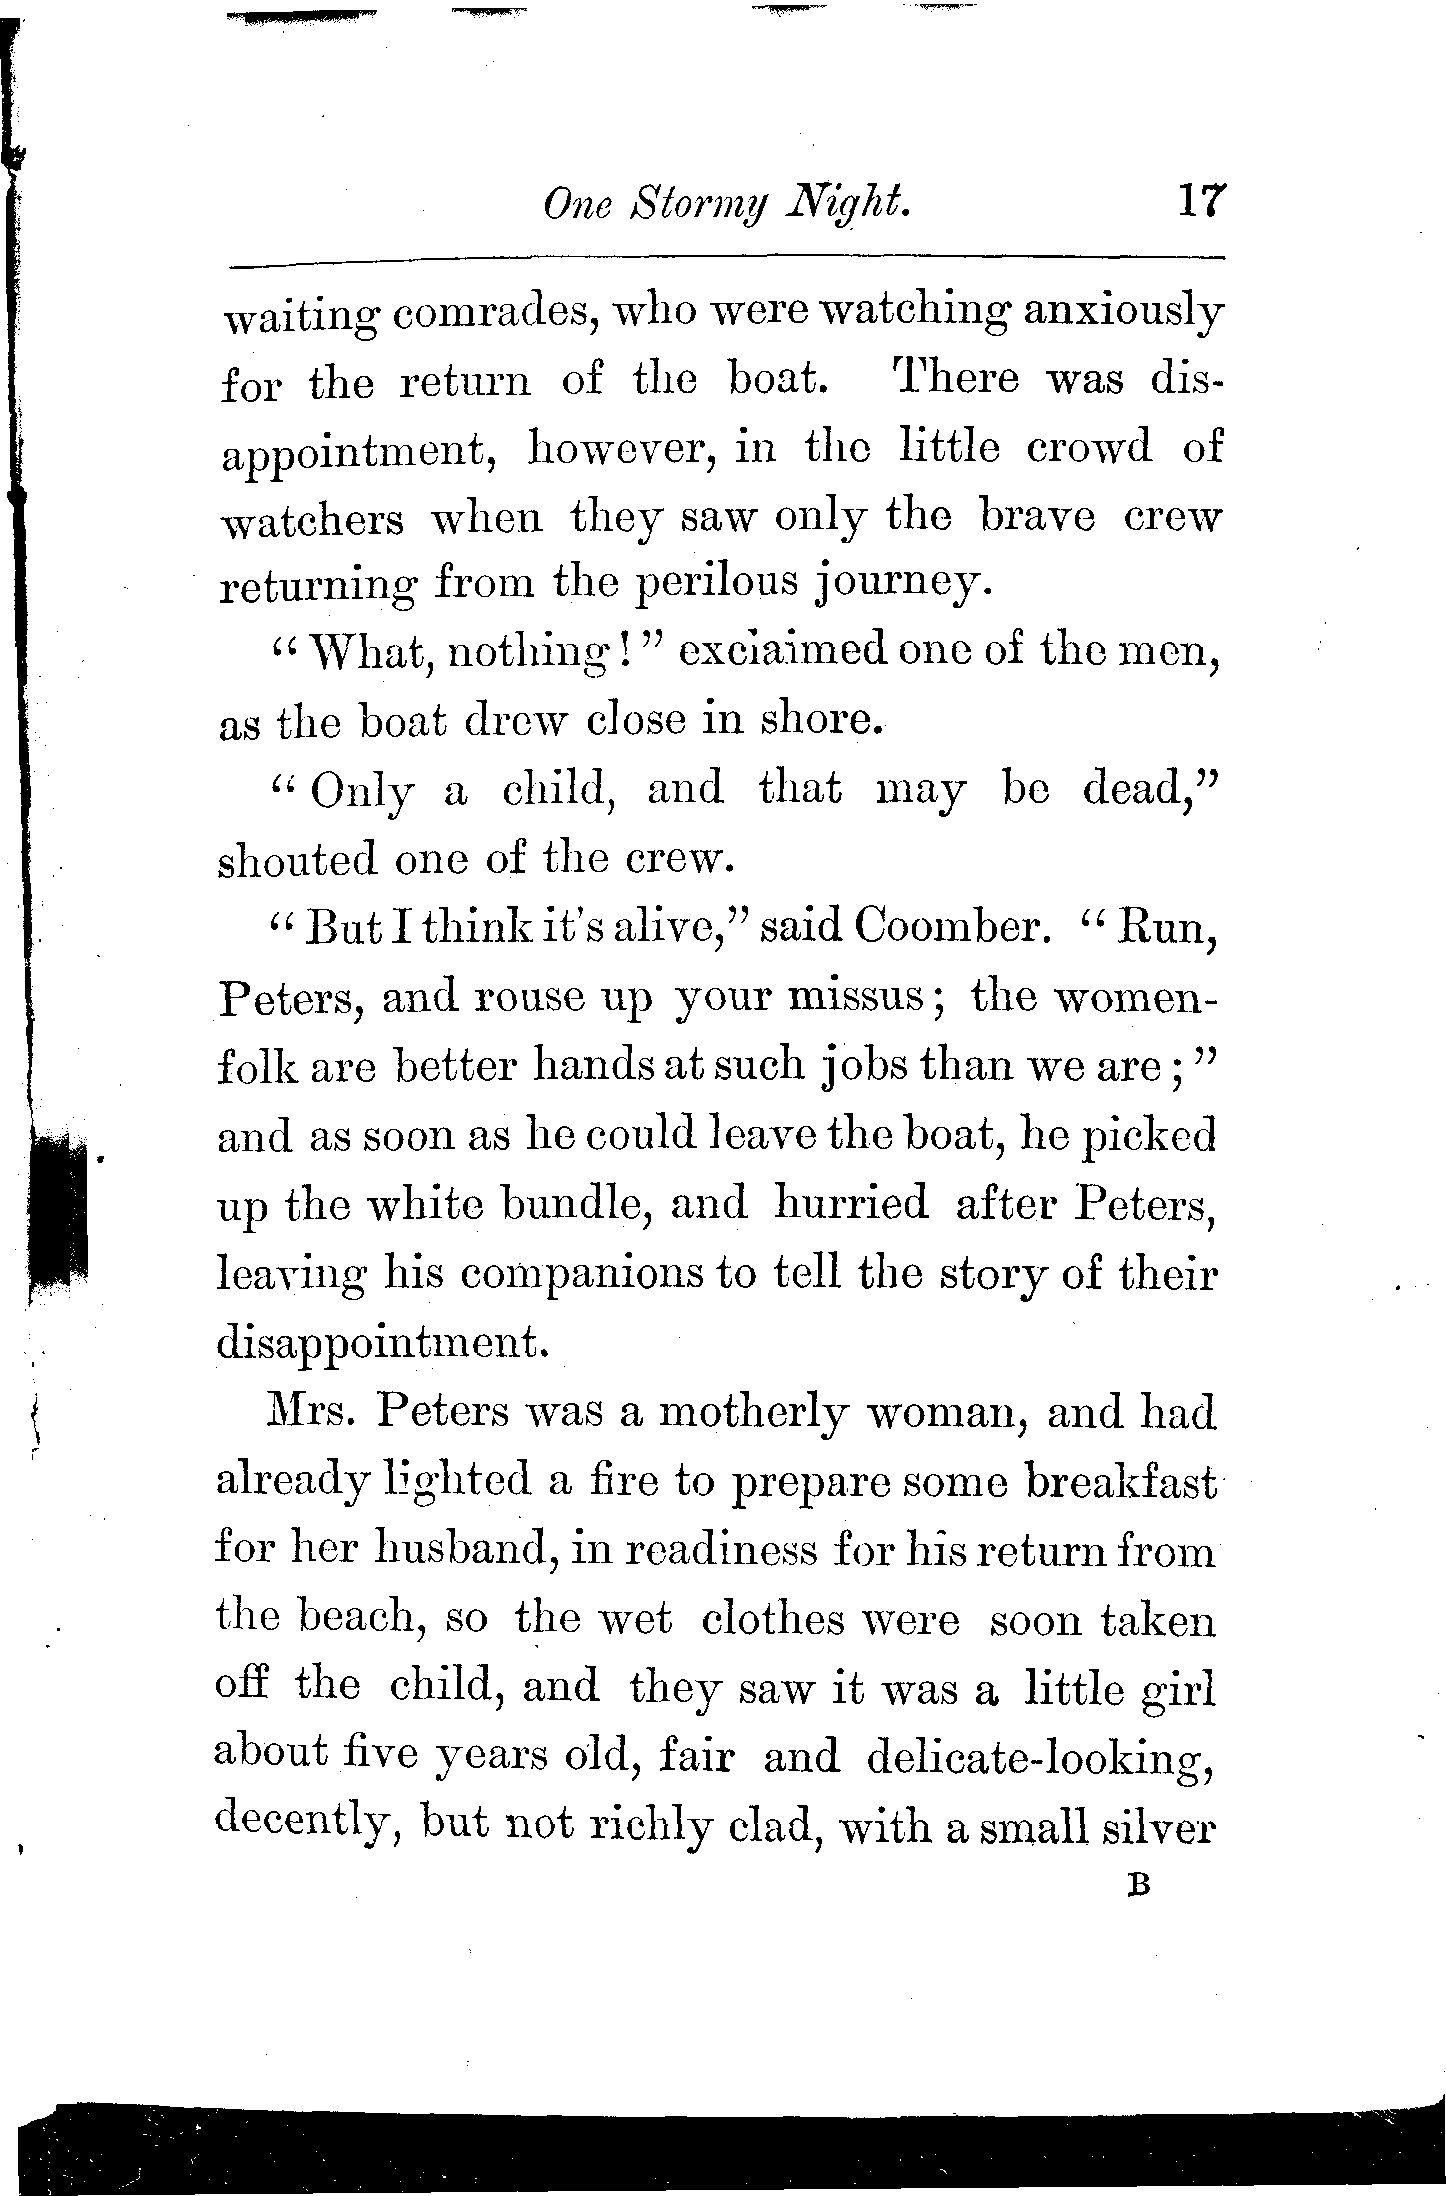 One Stormy Night. 17
waiting comrades, who were watching anxiously
for the return of the boat. There was dis-
appointment, however, in the little crowd of
watchers when they saw only the brave crew
returning from the perilous journey.
“What, nothing!” exclaimed one of the men,
as the boat drew close in shore.
“Only a child, and that may be dead,”
shouted one of the crew.
“But I think it's alive,” said Coomber. “Run,
Peters, and rouse up your missus; the women-
folk are better hands at such jobs than we are;”
and as soon as he could leave the boat, he picked
up the white bundle, and hurried after Peters,
leaving his companions to tell the story of their
disappointment.
Mrs. Peters was a motherly woman, and had
already lighted a fire to prepare some breakfast
for her husband, in readiness for his return from
the beach, so the wet clothes were soon taken
off the child, and they saw it was a little girl
about five years old, fair and delicate-looking,
decently, but not richly clad, with a small silver
B